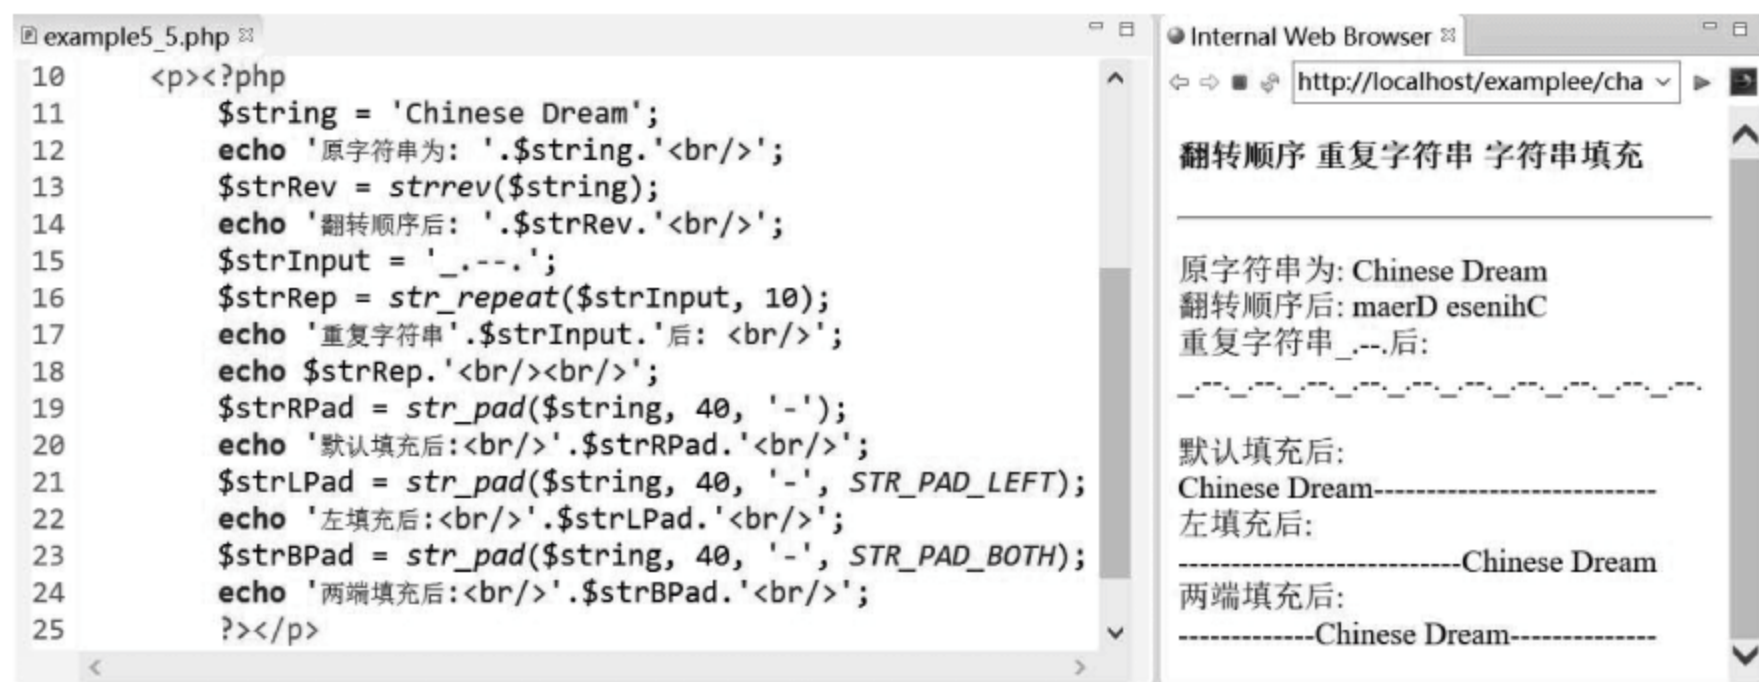 example5_5.php
10 <p><?php
11 $string = 'Chinese Dream';
12 echo '原字符串为: '.$string.'<br/>';
13 $strRev = strrev($string);
14 echo '翻转顺序后: '.$strRev.'<br/>';
15 $strInput = '_.--.';
16 $strRep = str_repeat($strInput, 10);
17 echo '重复字符串'.$strInput.'后: <br/>';
18 echo $strRep.'<br/><br/>';
19 $strRPad = str_pad($string, 40, '-');
20 echo '默认填充后:<br/>'.$strRPad.'<br/>';
21 $strLPad = str_pad($string, 40, '-', STR_PAD_LEFT);
22 echo '左填充后:<br/>'.$strLPad.'<br/>';
23 $strBPad = str_pad($string, 40, '-', STR_PAD_BOTH);
24 echo '两端填充后:<br/>'.$strBPad.'<br/>';
25 ?></p>
Internal Web Browser
http://localhost/examplee/cha
翻转顺序 重复字符串 字符串填充
原字符串为: Chinese Dream
翻转顺序后: maerD esenihC
重复字符串_.--.后:
_.--._.--._.--._.--._.--._.--._.--._.--._.--._.--.
默认填充后:
Chinese Dream---------------------------
左填充后:
---------------------------Chinese Dream
两端填充后:
-------------Chinese Dream--------------